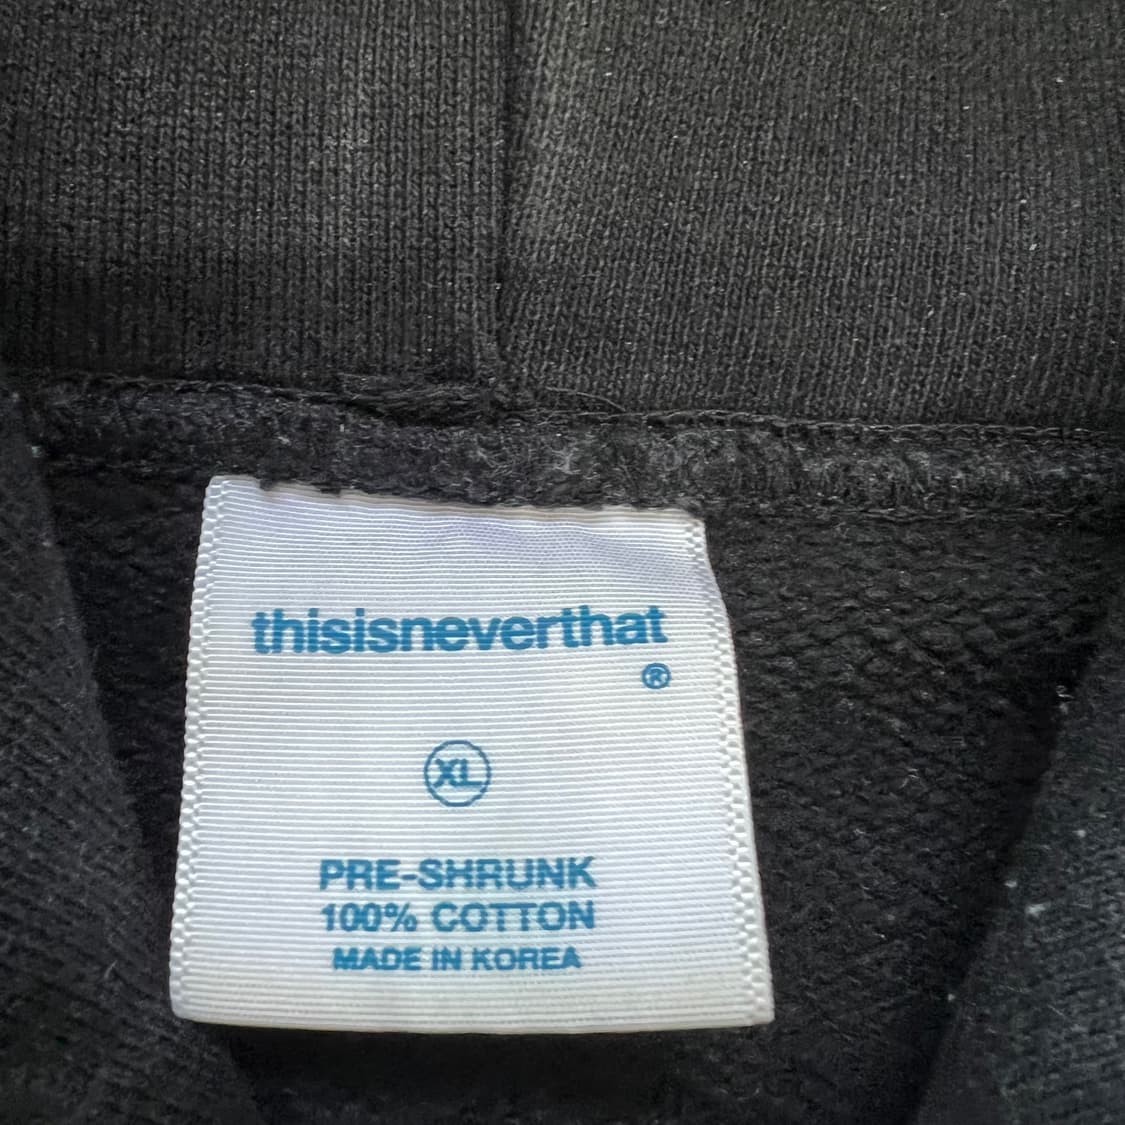 thisisneverthat
®
XL
PRE-SHRUNK
100% COTTON
MADE IN KOREA